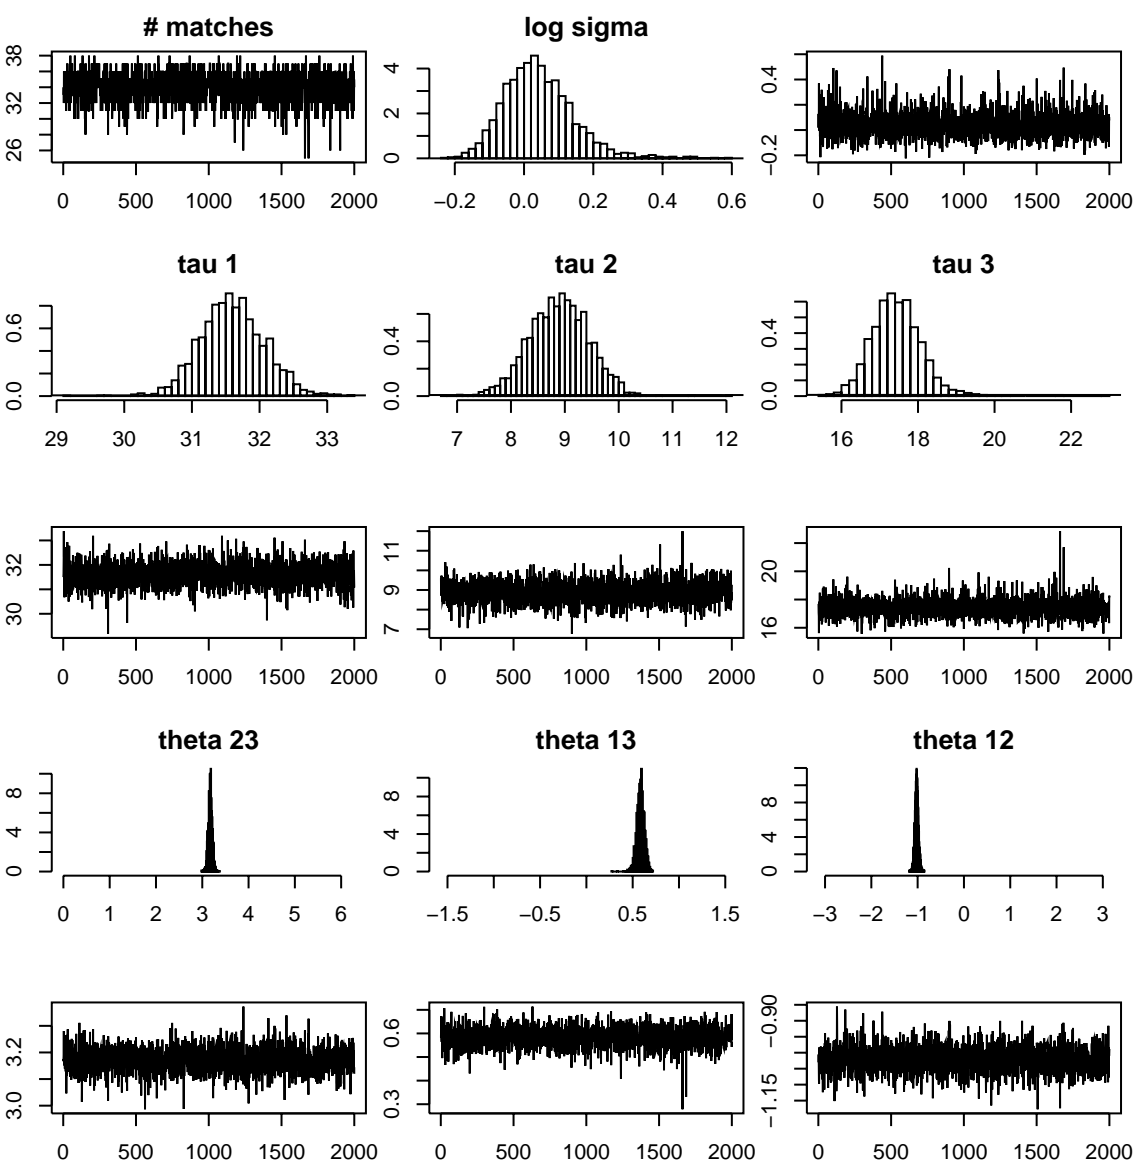 # matches log sigma
38
32
26
0 500 1000 1500 2000
4
2
0
−0.2 0.0 0.2 0.4 0.6
0.4
−0.2
0 500 1000 1500 2000
tau 1 tau 2 tau 3
0.6
0.0
29 30 31 32 33
0.4
0.0
7 8 9 10 11 12
0.4
0.0
16 18 20 22
32
30
0 500 1000 1500 2000
11
9
7
0 500 1000 1500 2000
20
16
0 500 1000 1500 2000
theta 23 theta 13 theta 12
8
4
0
0 1 2 3 4 5 6
8
4
0
−1.5 −0.5 0.5 1.5
8
4
0
−3 −2 −1 0 1 2 3
3.2
3.0
0 500 1000 1500 2000
0.6
0.3
0 500 1000 1500 2000
−0.90
−1.15
0 500 1000 1500 2000